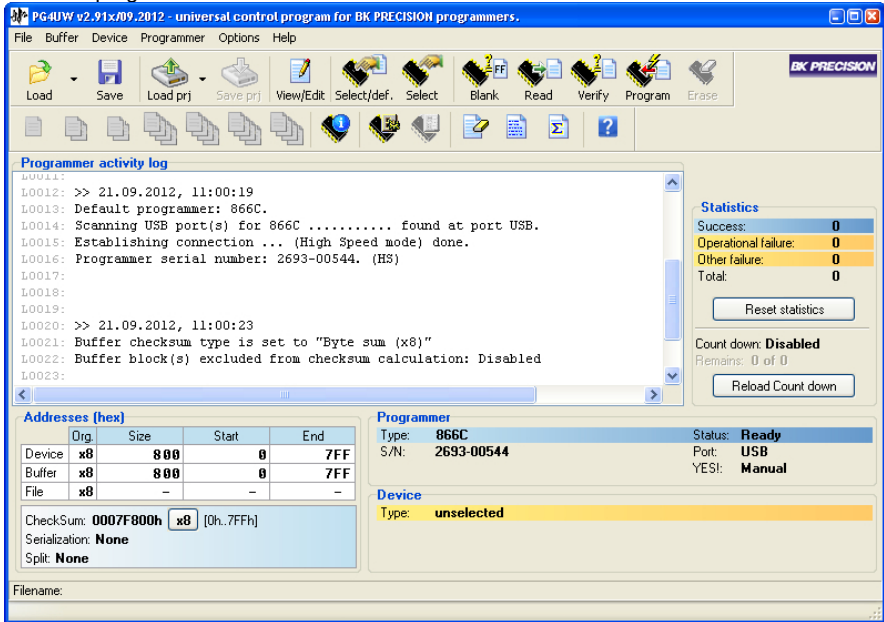 PG4UW v2.91x/09.2012 - universal control program for BK PRECISION programmers.
File Buffer Device Programmer Options Help
Load Save Load prj Save prj View/Edit Select/def. Select Blank Read Verify Program Erase
BK PRECISION
Programmer activity log
L0011:
L0012: >> 21.09.2012, 11:00:19
L0013: Default programmer: 866C.
L0014: Scanning USB port(s) for 866C ........... found at port USB.
L0015: Establishing connection ... (High Speed mode) done.
L0016: Programmer serial number: 2693-00544. (HS)
L0017:
L0018:
L0019:
L0020: >> 21.09.2012, 11:00:23
L0021: Buffer checksum type is set to "Byte sum (x8)"
L0022: Buffer block(s) excluded from checksum calculation: Disabled
L0023:
Statistics
Success: 0
Operational failure: 0
Other failure: 0
Total: 0
Reset statistics
Count down: Disabled
Remains: 0 of 0
Reload Count down
Addresses (hex)
Org. Size Start End
Device x8 800 0 7FF
Buffer x8 800 0 7FF
File x8 – – –
CheckSum: 0007F800h x8 [0h..7FFh]
Serialization: None
Split: None
Programmer
Type: 866C Status: Ready
S/N: 2693-00544 Port: USB
YES!: Manual
Device
Type: unselected
Filename: